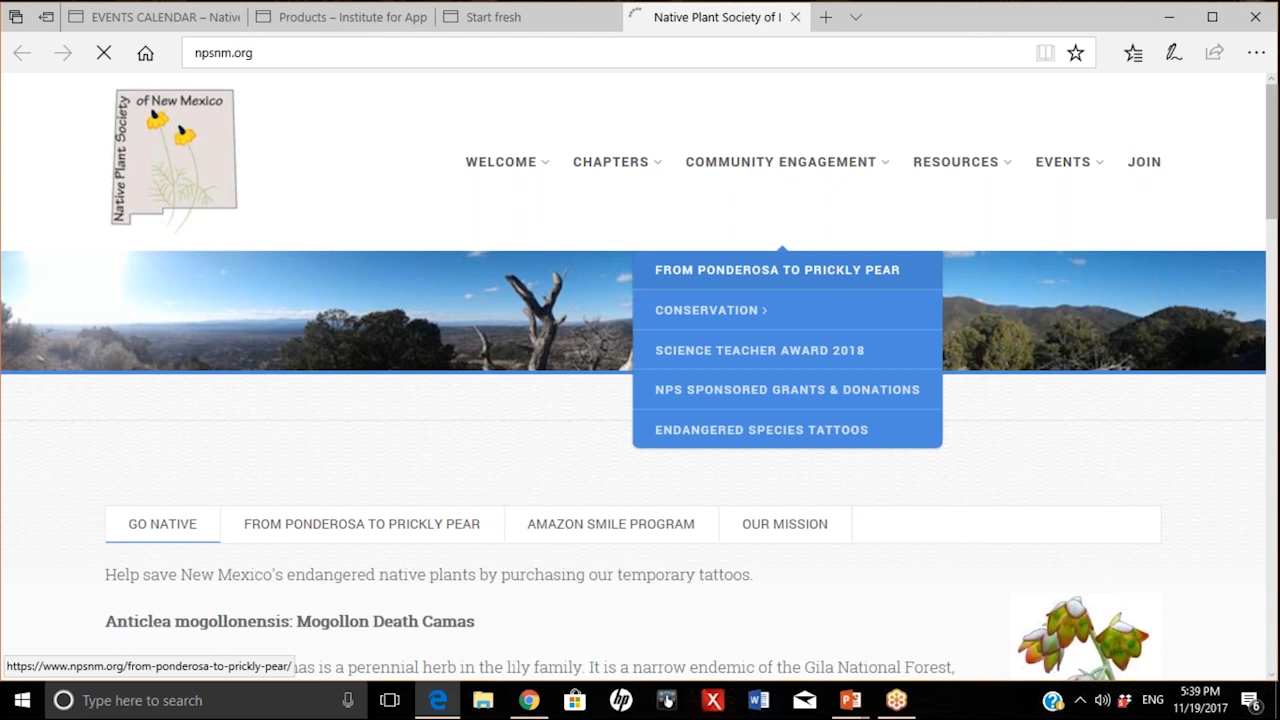 EVENTS CALENDAR – Native
Products – Institute for App
Start fresh
Native Plant Society of
npsnm.org
Native Plant Society
of New Mexico
WELCOME
CHAPTERS
COMMUNITY ENGAGEMENT
RESOURCES
EVENTS
JOIN
FROM PONDEROSA TO PRICKLY PEAR
CONSERVATION >
SCIENCE TEACHER AWARD 2018
NPS SPONSORED GRANTS & DONATIONS
ENDANGERED SPECIES TATTOOS
GO NATIVE
FROM PONDEROSA TO PRICKLY PEAR
AMAZON SMILE PROGRAM
OUR MISSION
Help save New Mexico's endangered native plants by purchasing our temporary tattoos.
Anticlea mogollonensis: Mogollon Death Camas
https://www.npsnm.org/from-ponderosa-to-prickly-pear/
mas is a perennial herb in the lily family. It is a narrow endemic of the Gila National Forest,
Type here to search
hp
ENG
5:39 PM
11/19/2017
6